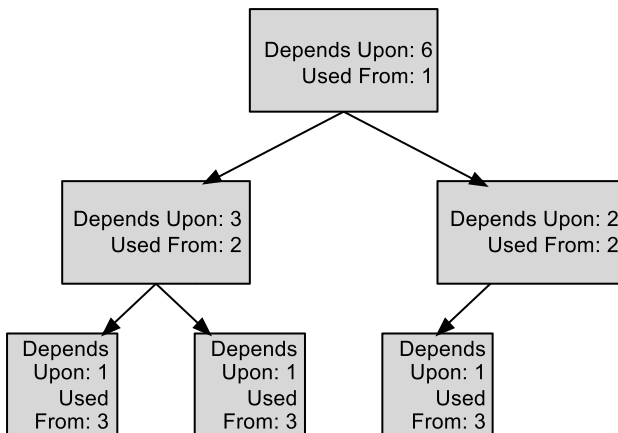 Depends Upon: 6
Used From: 1
Depends Upon: 3
Used From: 2
Depends Upon: 2
Used From: 2
Depends
Upon: 1
Used
From: 3
Depends
Upon: 1
Used
From: 3
Depends
Upon: 1
Used
From: 3